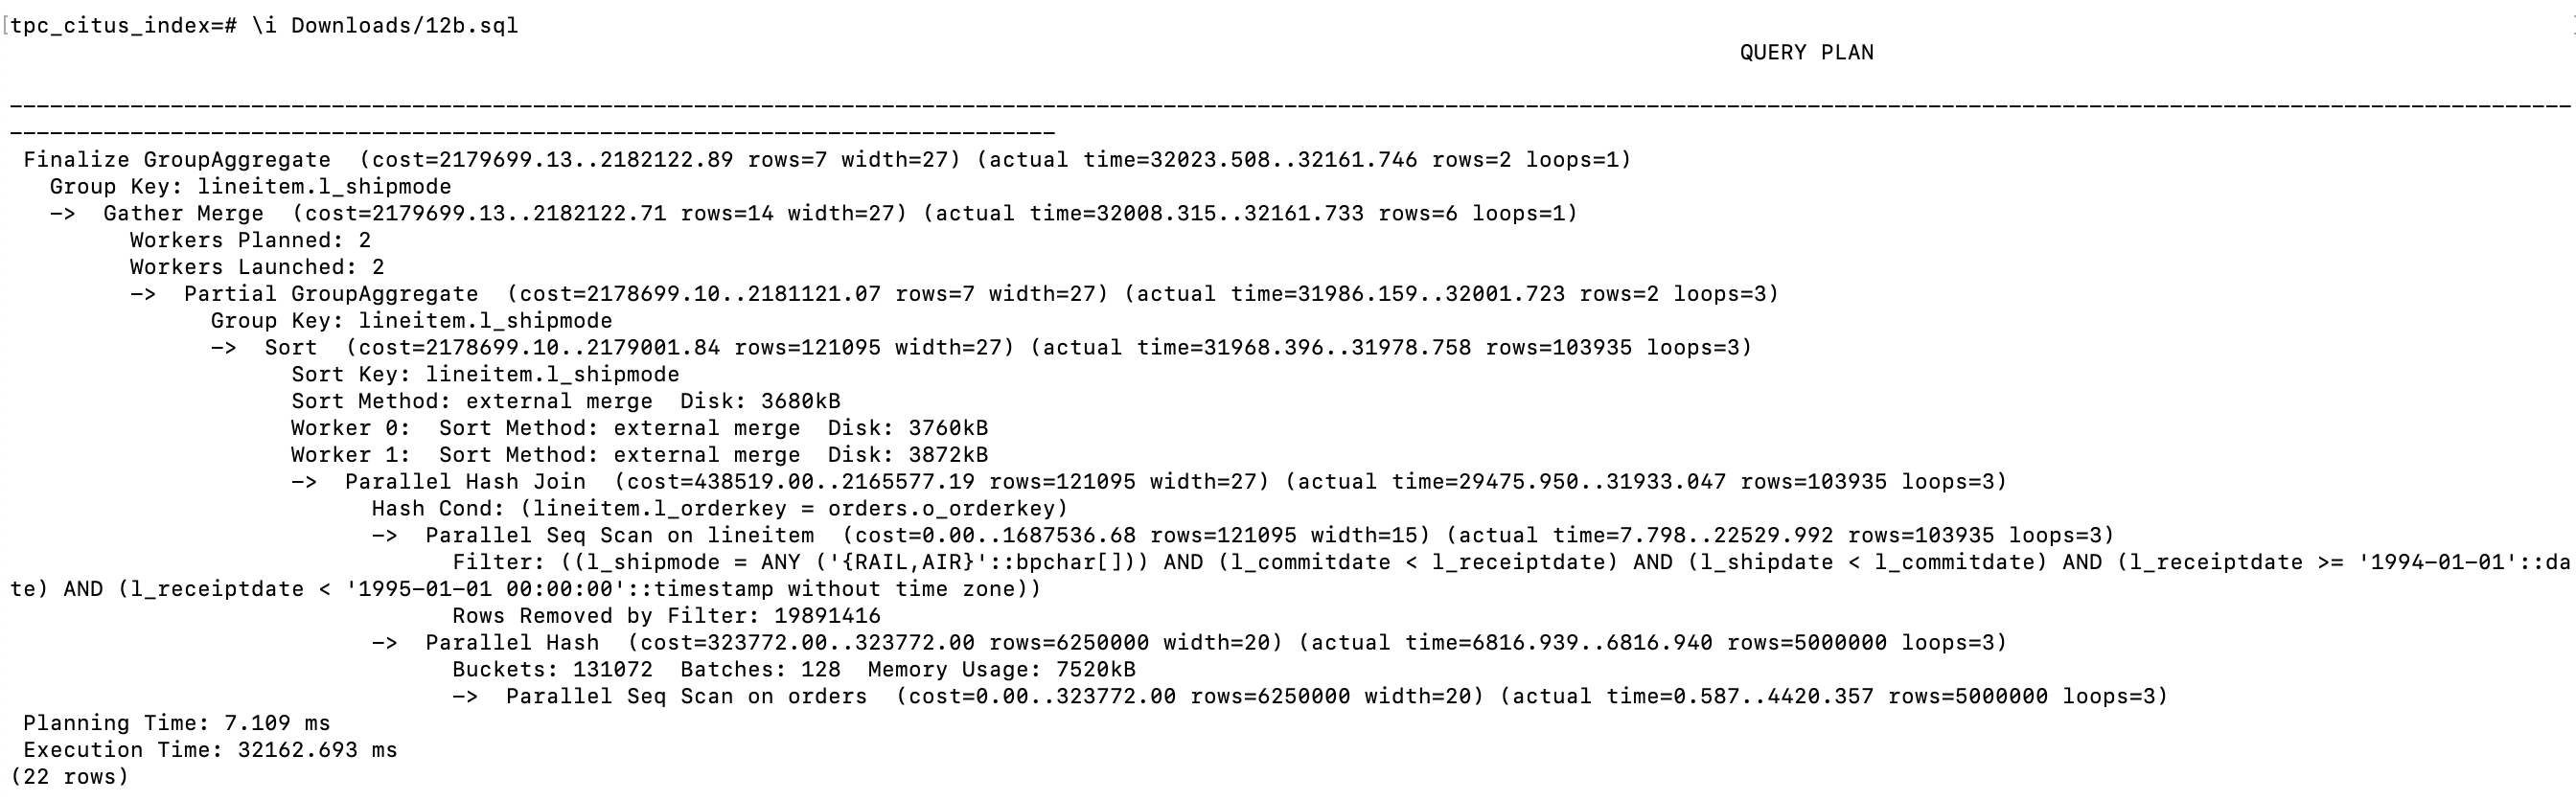 [tpc_citus_index=# \i Downloads/12b.sql ]
QUERY PLAN
-----------------------------------------------------------------------------------------------------------------------------------------------------------------------------------------------
------------------------------------------------------------------------------
Finalize GroupAggregate  (cost=2179699.13..2182122.89 rows=7 width=27) (actual time=32023.508..32161.746 rows=2 loops=1)
  Group Key: lineitem.l_shipmode
  ->  Gather Merge  (cost=2179699.13..2182122.71 rows=14 width=27) (actual time=32008.315..32161.733 rows=6 loops=1)
        Workers Planned: 2
        Workers Launched: 2
        ->  Partial GroupAggregate  (cost=2178699.10..2181121.07 rows=7 width=27) (actual time=31986.159..32001.723 rows=2 loops=3)
              Group Key: lineitem.l_shipmode
              ->  Sort  (cost=2178699.10..2179001.84 rows=121095 width=27) (actual time=31968.396..31978.758 rows=103935 loops=3)
                    Sort Key: lineitem.l_shipmode
                    Sort Method: external merge  Disk: 3680kB
                    Worker 0:  Sort Method: external merge  Disk: 3760kB
                    Worker 1:  Sort Method: external merge  Disk: 3872kB
                    ->  Parallel Hash Join  (cost=438519.00..2165577.19 rows=121095 width=27) (actual time=29475.950..31933.047 rows=103935 loops=3)
                          Hash Cond: (lineitem.l_orderkey = orders.o_orderkey)
                          ->  Parallel Seq Scan on lineitem  (cost=0.00..1687536.68 rows=121095 width=15) (actual time=7.798..22529.992 rows=103935 loops=3)
                                Filter: ((l_shipmode = ANY ('{RAIL,AIR}'::bpchar[])) AND (l_commitdate < l_receiptdate) AND (l_shipdate < l_commitdate) AND (l_receiptdate >= '1994-01-01'::da
te) AND (l_receiptdate < '1995-01-01 00:00:00'::timestamp without time zone))
                                Rows Removed by Filter: 19891416
                          ->  Parallel Hash  (cost=323772.00..323772.00 rows=6250000 width=20) (actual time=6816.939..6816.940 rows=5000000 loops=3)
                                Buckets: 131072  Batches: 128  Memory Usage: 7520kB
                                ->  Parallel Seq Scan on orders  (cost=0.00..323772.00 rows=6250000 width=20) (actual time=0.587..4420.357 rows=5000000 loops=3)
Planning Time: 7.109 ms
Execution Time: 32162.693 ms
(22 rows)